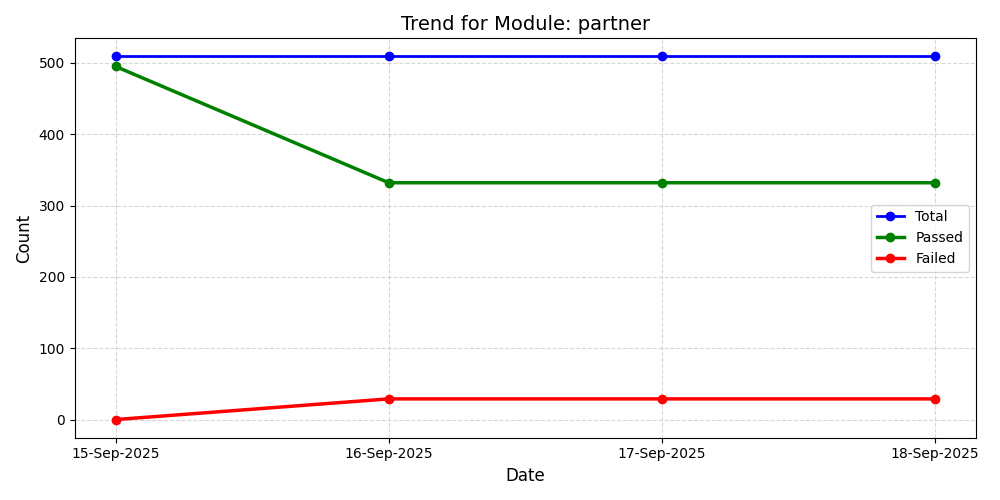 Trend for Module: partner
500
400
300
200
100
0
Count
Total
Passed
Failed
15-Sep-2025
16-Sep-2025
17-Sep-2025
18-Sep-2025
Date